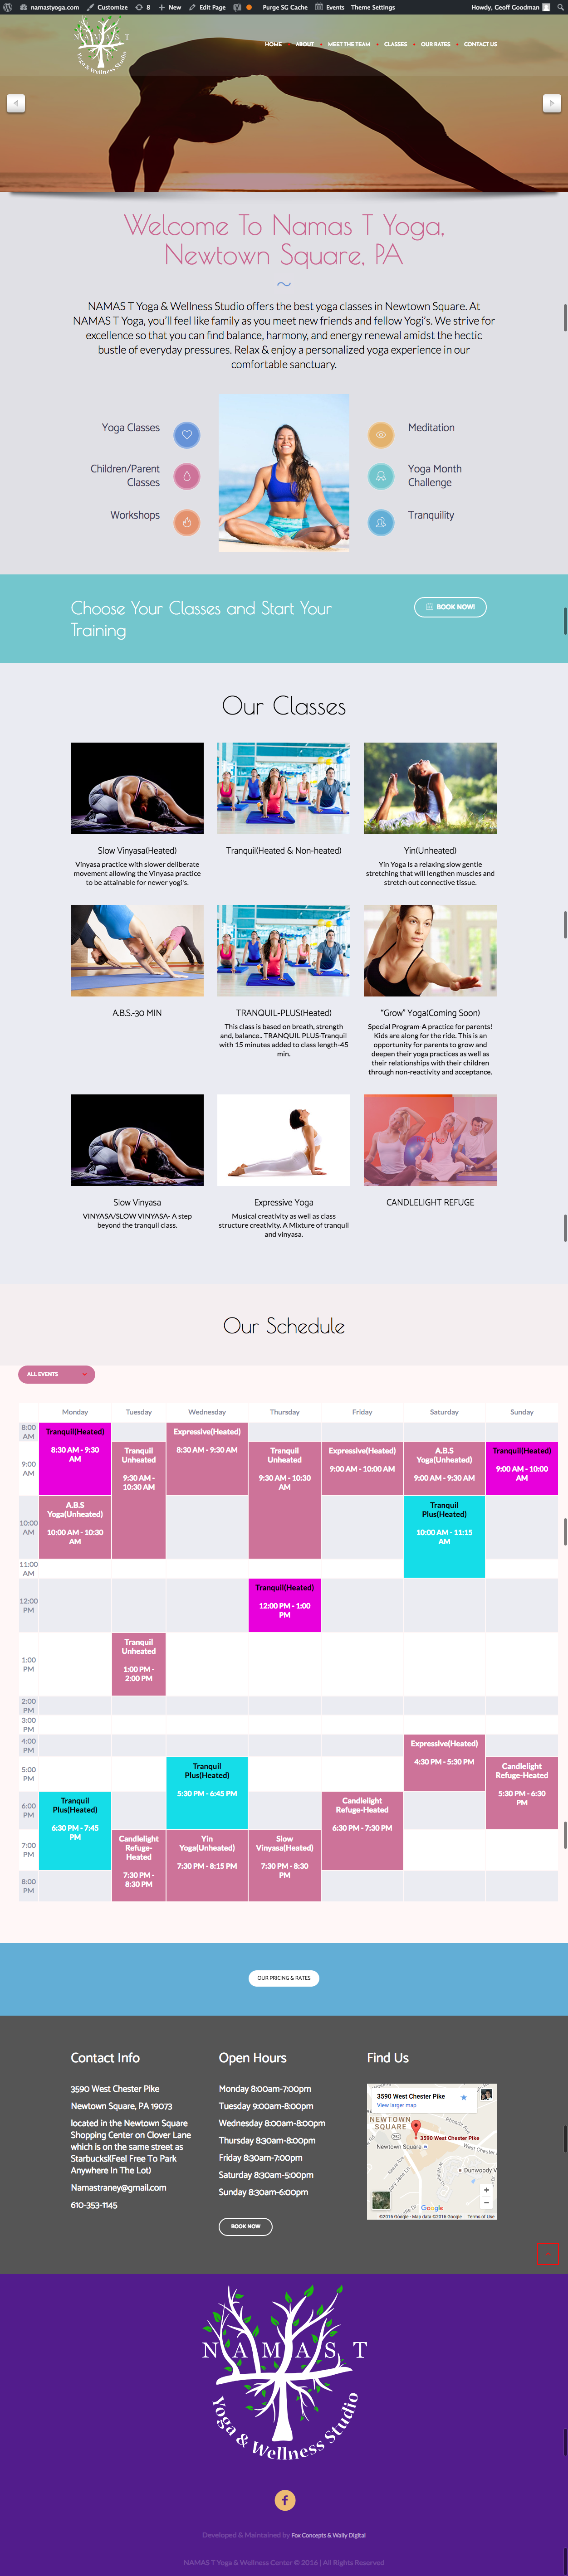 namastyoga.com Customize 8 New Edit Page Purge SG Cache Events Theme Settings Howdy, Geoff Goodman
NAMAST
Yoga & Wellness Studio
HOME ABOUT MEET THE TEAM CLASSES OUR RATES CONTACT US
Welcome To Namas T Yoga,
Newtown Square, PA
NAMAS T Yoga & Wellness Studio offers the best yoga classes in Newtown Square. At
NAMAS T Yoga, you'll feel like family as you meet new friends and fellow Yogi's. We strive for
excellence so that you can find balance, harmony, and energy renewal amidst the hectic
bustle of everyday pressures. Relax & enjoy a personalized yoga experience in our
comfortable sanctuary.
Yoga Classes
Children/Parent
Classes
Workshops
Meditation
Yoga Month
Challenge
Tranquility
Choose Your Classes and Start Your
Training
BOOK NOW!
Our Classes
Slow Vinyasa(Heated)
Vinyasa practice with slower deliberate
movement allowing the Vinyasa practice
to be attainable for newer yogi's.
Tranquil(Heated & Non-heated)
Yin(Unheated)
Yin Yoga Is a relaxing slow gentle
stretching that will lengthen muscles and
stretch out connective tissue.
A.B.S.-30 MIN
TRANQUIL-PLUS(Heated)
This class is based on breath, strength
and, balance.. TRANQUIL PLUS-Tranquil
with 15 minutes added to class length-45
min.
"Grow" Yoga(Coming Soon)
Special Program-A practice for parents!
Kids are along for the ride. This is an
opportunity for parents to grow and
deepen their yoga practices as well as
their relationships with their children
through non-reactivity and acceptance.
Slow Vinyasa
VINYASA/SLOW VINYASA- A step
beyond the tranquil class.
Expressive Yoga
Musical creativity as well as class
structure creativity. A Mixture of tranquil
and vinyasa.
CANDLELIGHT REFUGE
Our Schedule
ALL EVENTS
Monday Tuesday Wednesday Thursday Friday Saturday Sunday
8:00
AM
Tranquil(Heated)
8:30 AM - 9:30
AM
Expressive(Heated)
8:30 AM - 9:30 AM
9:00
AM
Tranquil
Unheated
9:30 AM -
10:30 AM
Tranquil
Unheated
9:30 AM - 10:30
AM
Expressive(Heated)
9:00 AM - 10:00 AM
A.B.S
Yoga(Unheated)
9:00 AM - 9:30 AM
Tranquil(Heated)
9:00 AM - 10:00
AM
10:00
AM
A.B.S
Yoga(Unheated)
10:00 AM - 10:30
AM
Tranquil
Plus(Heated)
10:00 AM - 11:15
AM
11:00
AM
12:00
PM
Tranquil(Heated)
12:00 PM - 1:00
PM
1:00
PM
Tranquil
Unheated
1:00 PM -
2:00 PM
2:00
PM
3:00
PM
4:00
PM
Expressive(Heated)
4:30 PM - 5:30 PM
5:00
PM
Tranquil
Plus(Heated)
5:30 PM - 6:45 PM
Candlelight
Refuge-Heated
5:30 PM - 6:30
PM
6:00
PM
Tranquil
Plus(Heated)
6:30 PM - 7:45
PM
Candlelight
Refuge-Heated
6:30 PM - 7:30 PM
7:00
PM
Candlelight
Refuge-
Heated
7:30 PM -
8:30 PM
Yin
Yoga(Unheated)
7:30 PM - 8:15 PM
Slow
Vinyasa(Heated)
7:30 PM - 8:30
PM
8:00
PM
OUR PRICING & RATES
Contact Info
3590 West Chester Pike
Newtown Square, PA 19073
located in the Newtown Square
Shopping Center on Clover Lane
which is on the same street as
Starbucks!(Feel Free To Park
Anywhere In The Lot)
Namastraney@gmail.com
610-353-1145
Open Hours
Monday 8:00am-7:00pm
Tuesday 9:00am-8:00pm
Wednesday 8:00am-8:00pm
Thursday 8:30am-8:00pm
Friday 8:30am-7:00pm
Saturday 8:30am-5:00pm
Sunday 8:30am-6:00pm
BOOK NOW
Find Us
3590 West Chester Pike
View larger map
NEWTOWN
SQUARE
3590 West Chester Pike
Newtown Square
West Chester
Dunwoody V
Google
©2016 Google - Map data ©2016 Google Terms of Use
NAMAST
Yoga & Wellness Studio
Developed & Maintained by Fox Concepts & Wally Digital
NAMAS T Yoga & Wellness Center © 2016 | All Rights Reserved